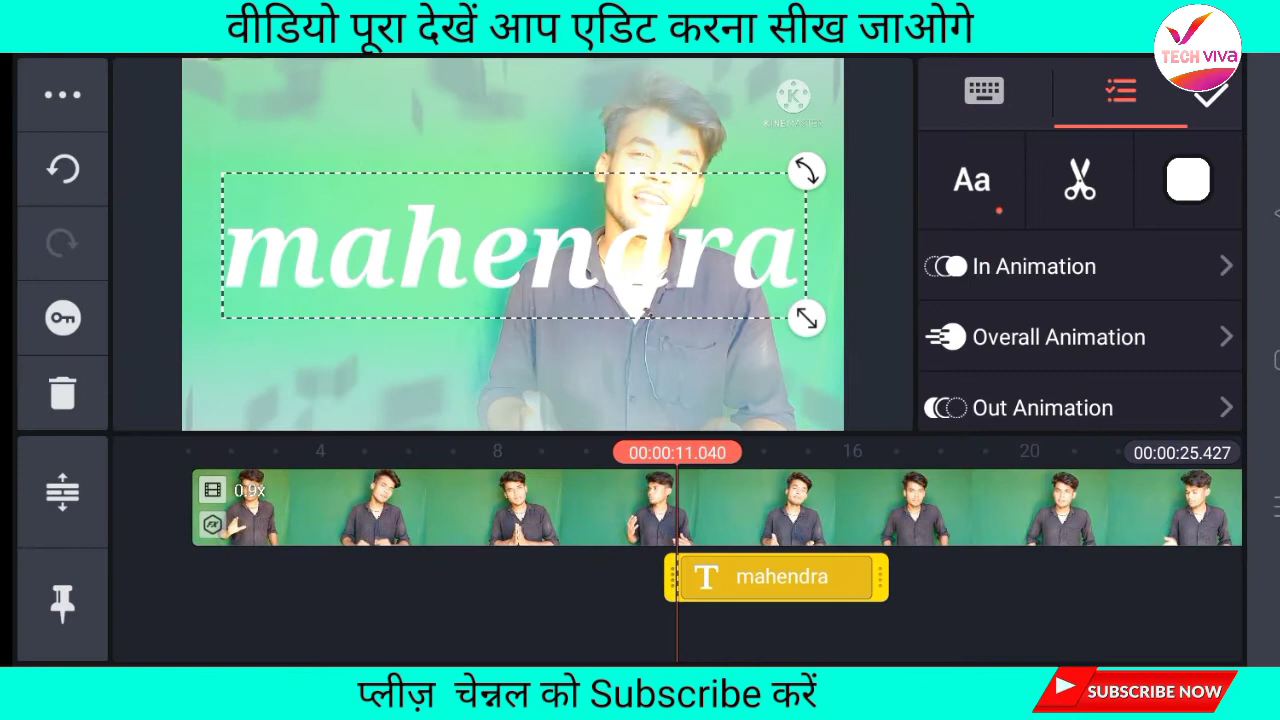 वीडियो पूरा देखें आप एडिट करना सीख जाओगे
TECH viva
KINEMASTER
mahendra
Aa
In Animation
Overall Animation
Out Animation
4
8
00:00:11.040
16
20
00:00:25.427
0.9x
FX
T mahendra
प्लीज़ चेन्नल को Subscribe करें
SUBSCRIBE NOW